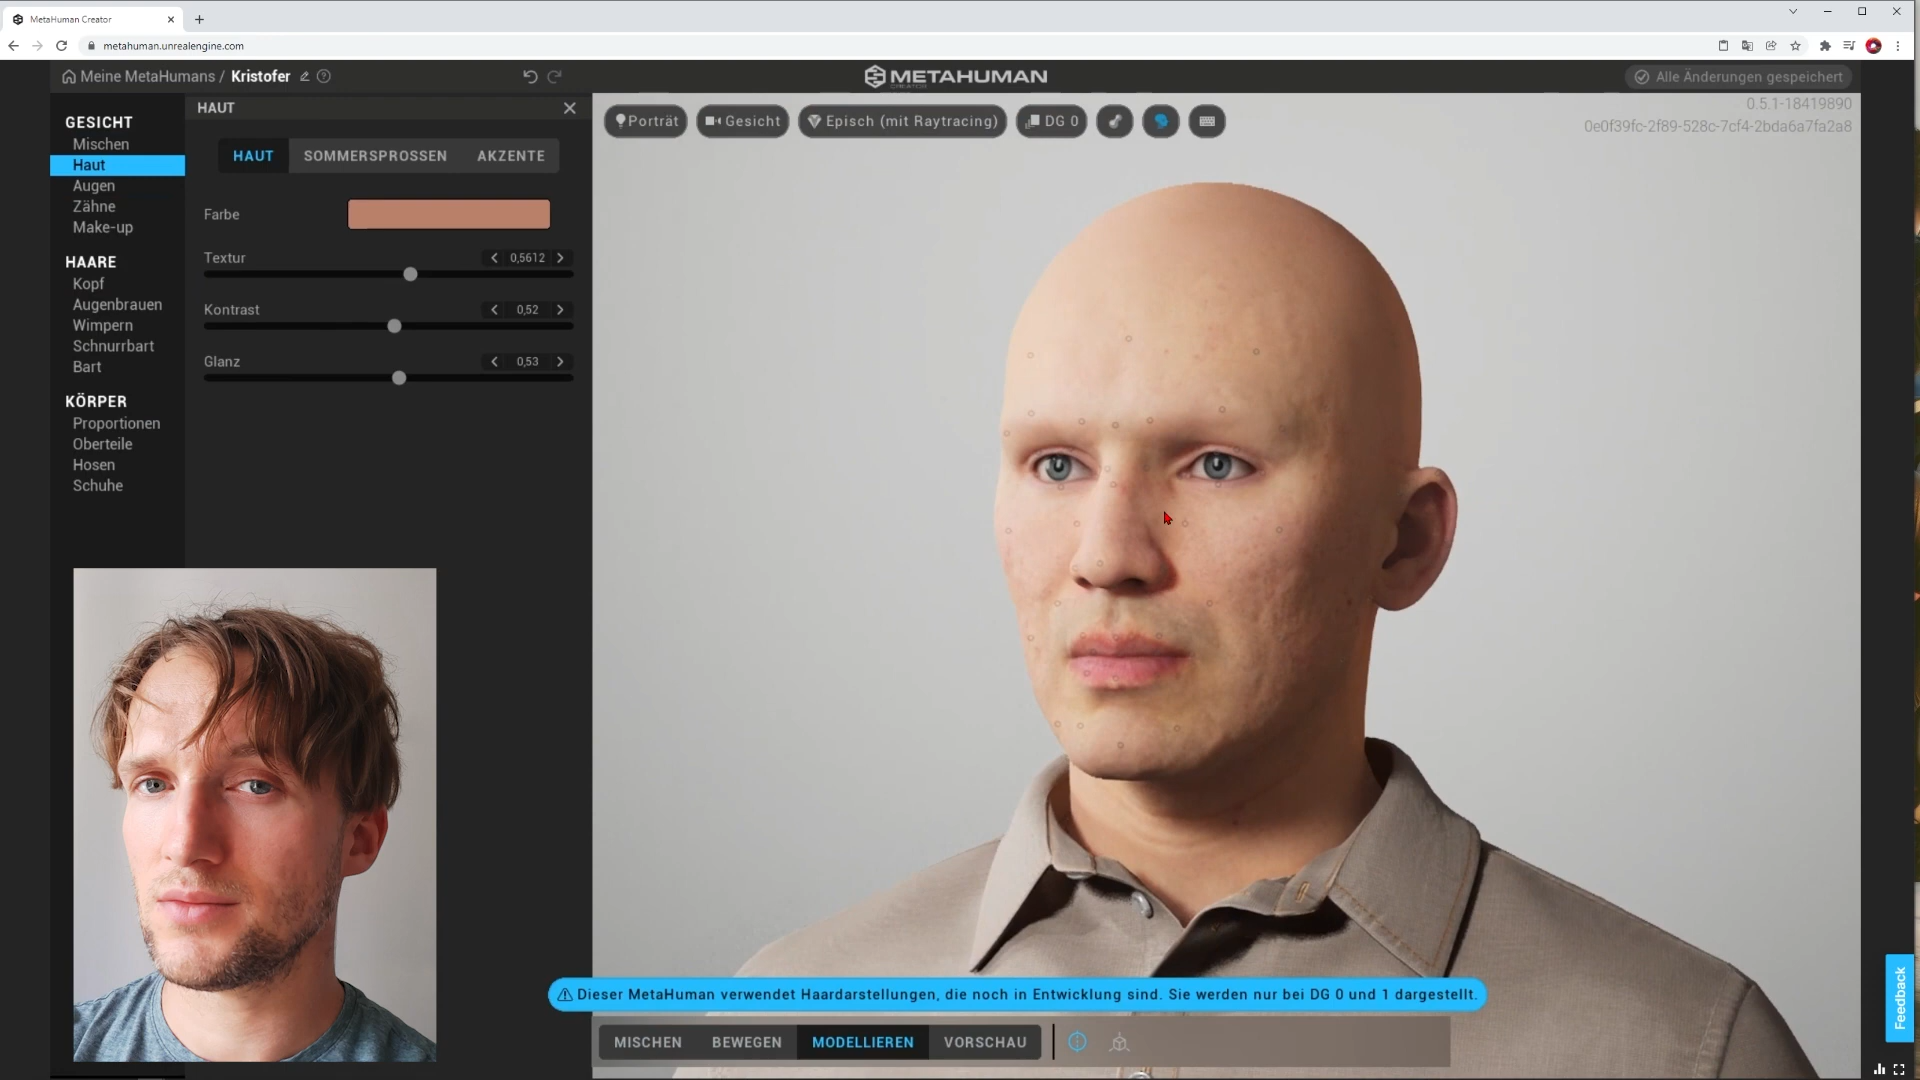 MetaHuman Creator
metahuman.unrealengine.com
Meine MetaHumans / Kristofer
METAHUMAN
CREATOR
Alle Änderungen gespeichert
0.5.1-18419890
0e0f39fc-2f89-528c-7cf4-2bda6a7fa2a8
GESICHT
Mischen
Haut
Augen
Zähne
Make-up
HAARE
Kopf
Augenbrauen
Wimpern
Schnurrbart
Bart
KÖRPER
Proportionen
Oberteile
Hosen
Schuhe
HAUT
HAUT SOMMERSPROSSEN AKZENTE
Farbe
Textur 0,5612
Kontrast 0,52
Glanz 0,53
Porträt Gesicht Episch (mit Raytracing) DG 0
Dieser MetaHuman verwendet Haardarstellungen, die noch in Entwicklung sind. Sie werden nur bei DG 0 und 1 dargestellt.
MISCHEN BEWEGEN MODELLIEREN VORSCHAU
Feedback